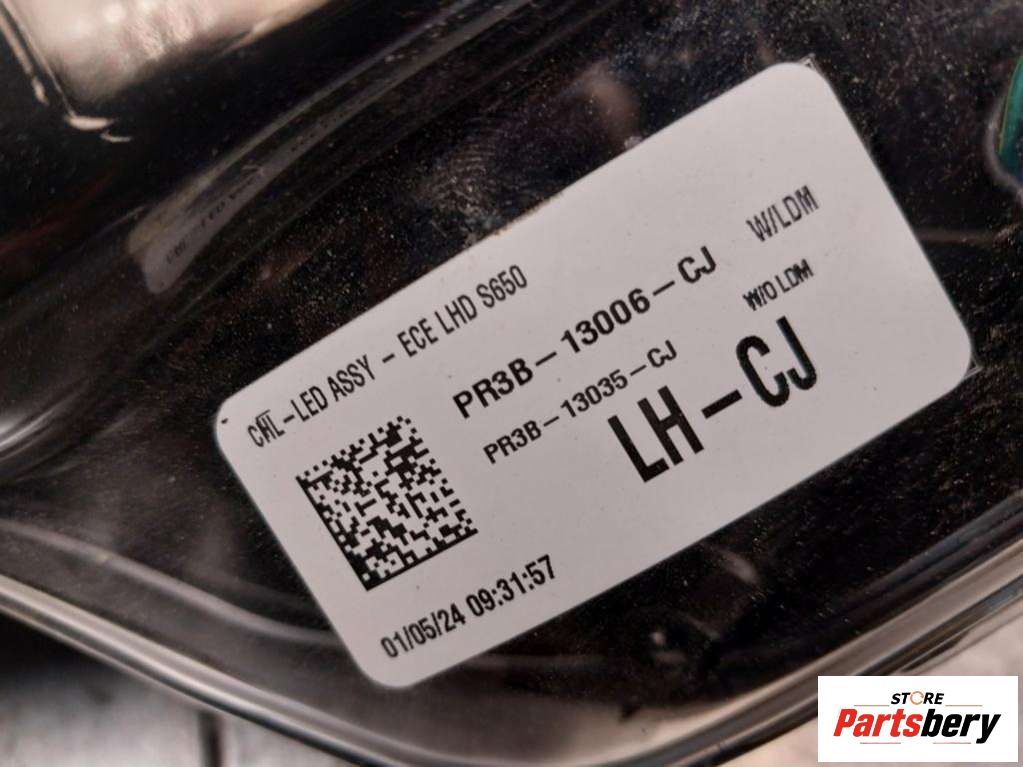 CHL-LED ASSY - ECE LHD S650
PR3B-13006-CJ W/LDM
PR3B-13035-CJ W/O LDM
LH-CJ
01/05/24 09:31:57
STORE
Partsbery